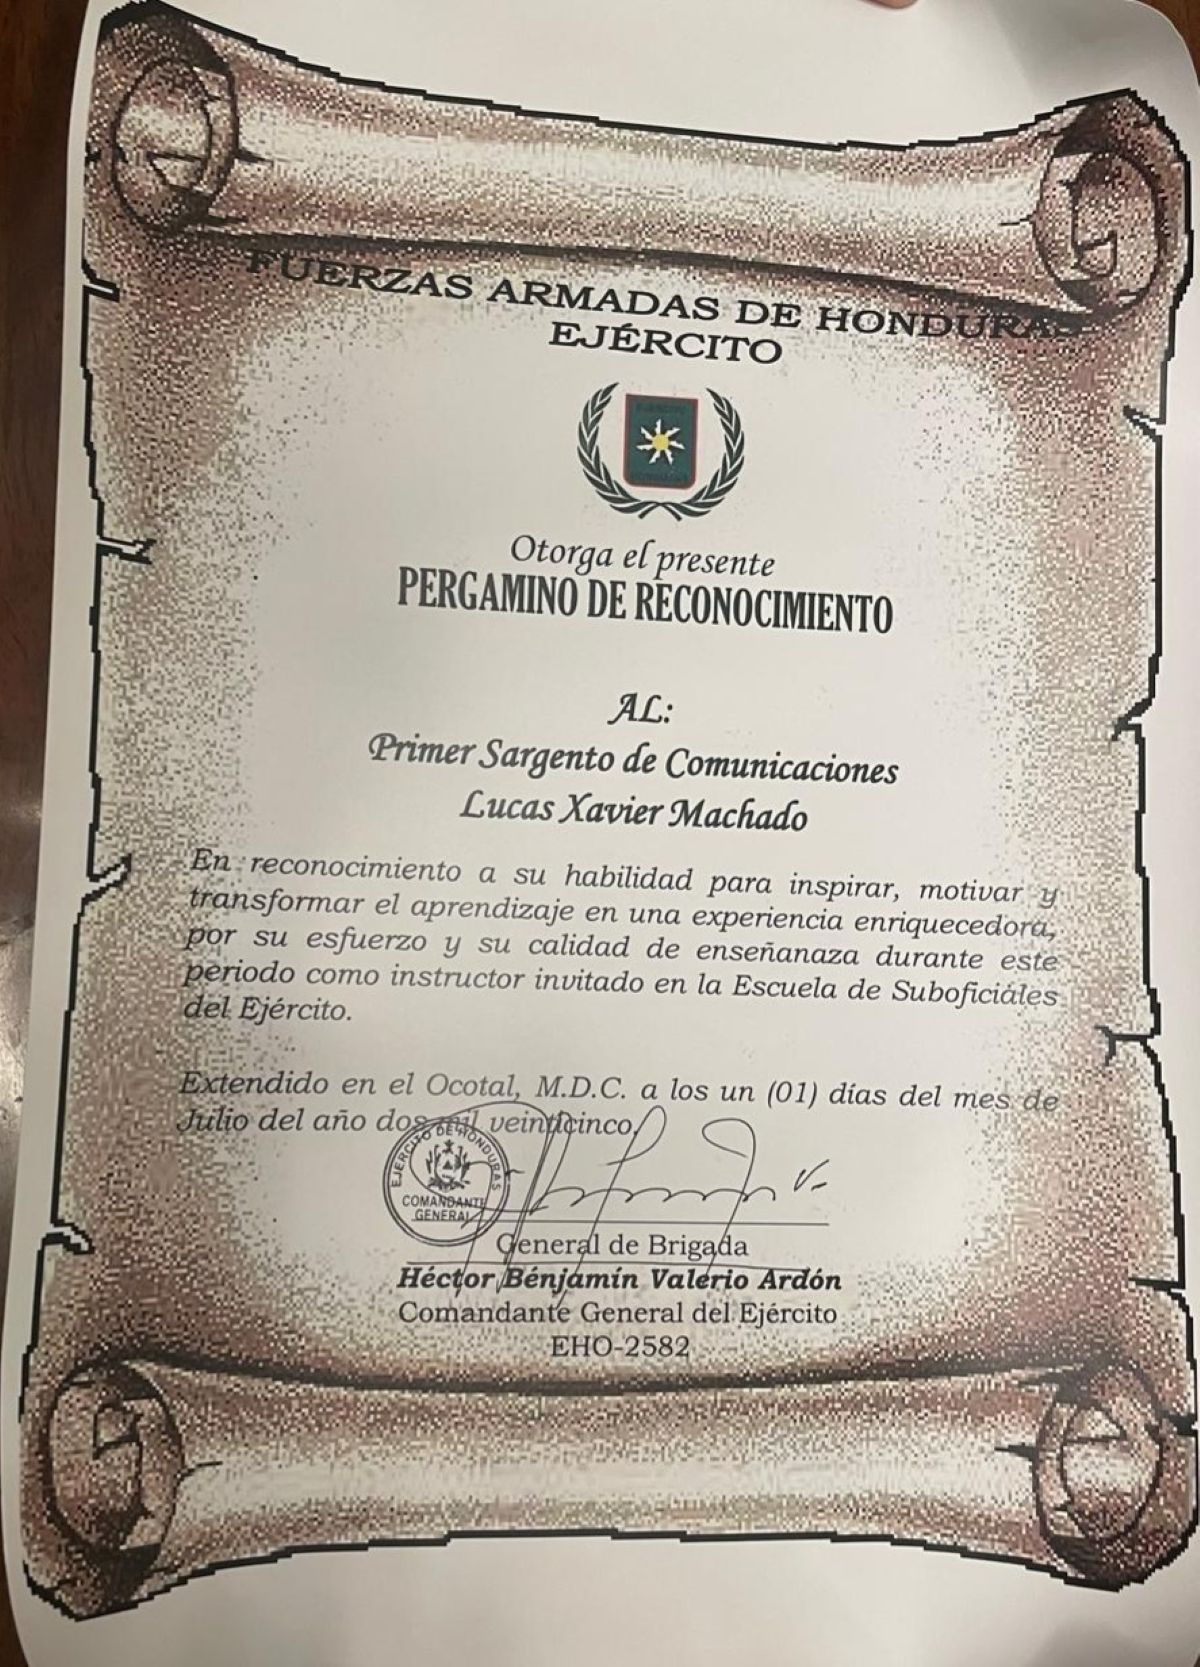 FUERZAS ARMADAS DE HONDURAS
EJÉRCITO
Otorga el presente
PERGAMINO DE RECONOCIMIENTO
AL:
Primer Sargento de Comunicaciones
Lucas Xavier Machado
En reconocimiento a su habilidad para inspirar, motivar y
transformar el aprendizaje en una experiencia enriquecedora,
por su esfuerzo y su calidad de enseñanaza durante este
periodo como instructor invitado en la Escuela de Suboficiales
del Ejército.
Extendido en el Ocotal, M.D.C. a los un (01) días del mes de
Julio del año dos mil veinticinco.
EJERCITO DE HONDURAS
COMANDANTE
GENERAL
General de Brigada
Héctor Bénjamín Valerio Ardón
Comandante General del Ejército
EHO-2582